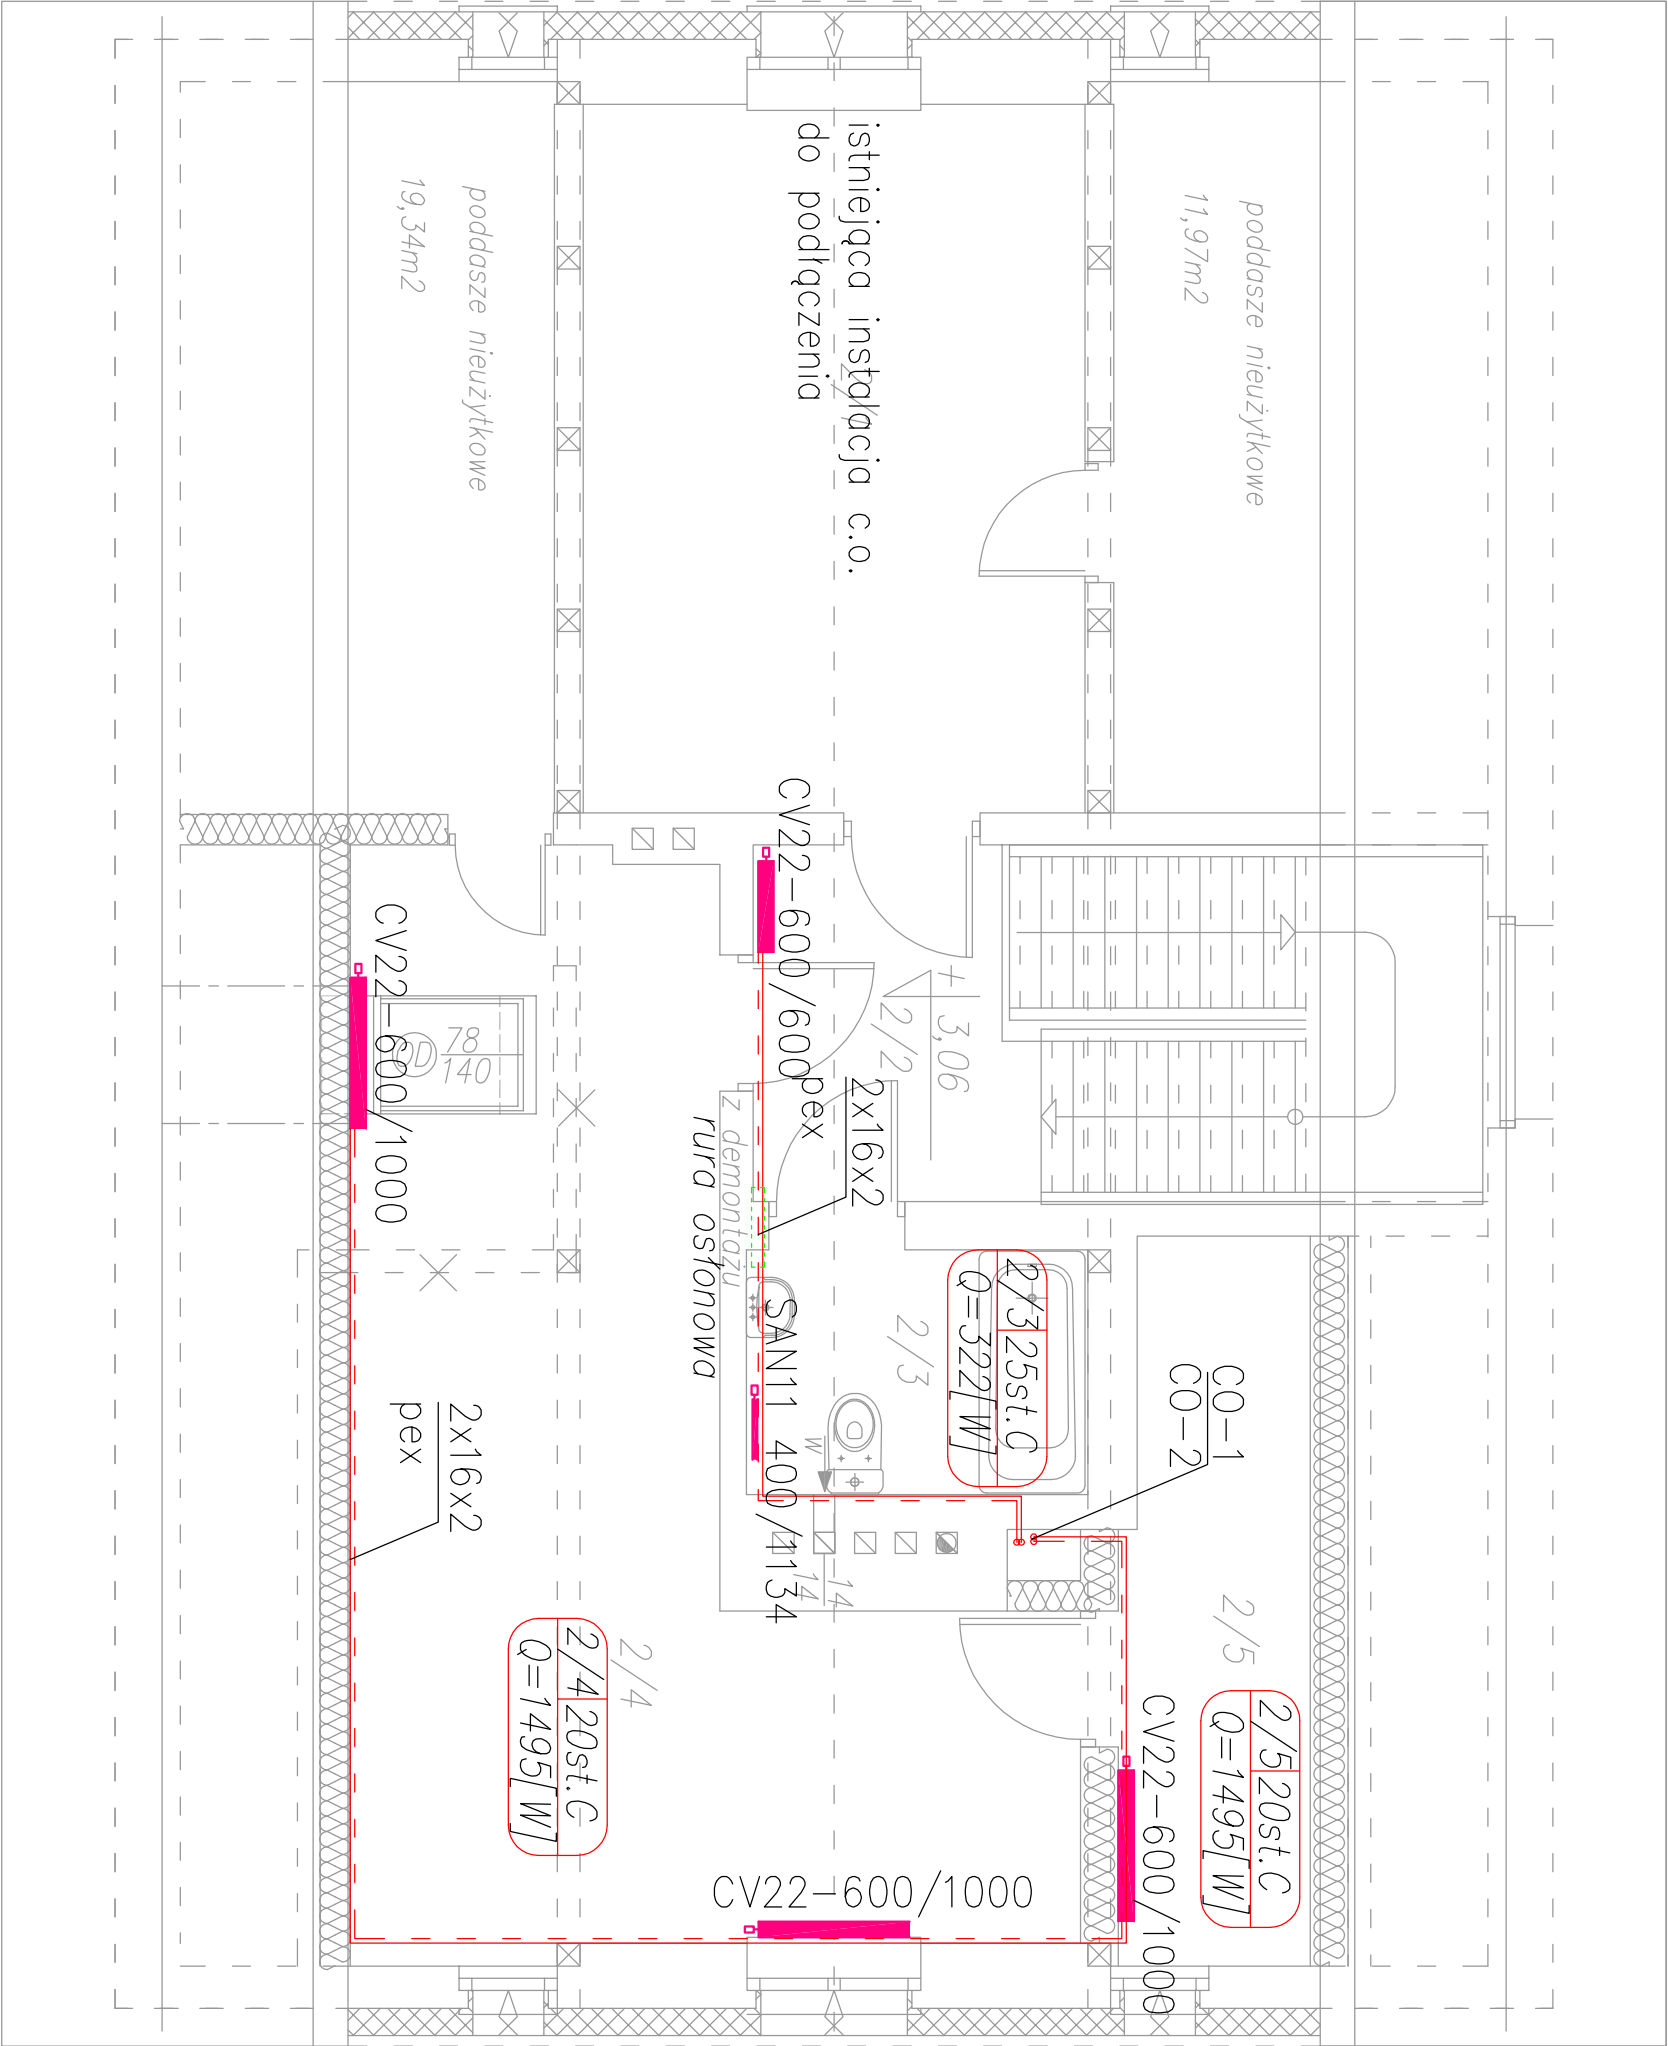 istniejąca instalacja c.o.
do podłączenia
poddasze nieużytkowe
11,97m2
poddasze nieużytkowe
19,34m2
CV22-600/600
2x16x2
pex
+ 3,06
2/2
CV22-600/1000
OD 78
140
z demontażu
rura osłonowa
SAN11 400/1134
2/3 25st.C
Q=322[W]
2/3
W
CO-1
CO-2
14
14
2x16x2
pex
2/4
2/4 20st.C
Q=1495[W]
2/5
2/5 20st.C
Q=1495[W]
CV22-600/1000
CV22-600/1000